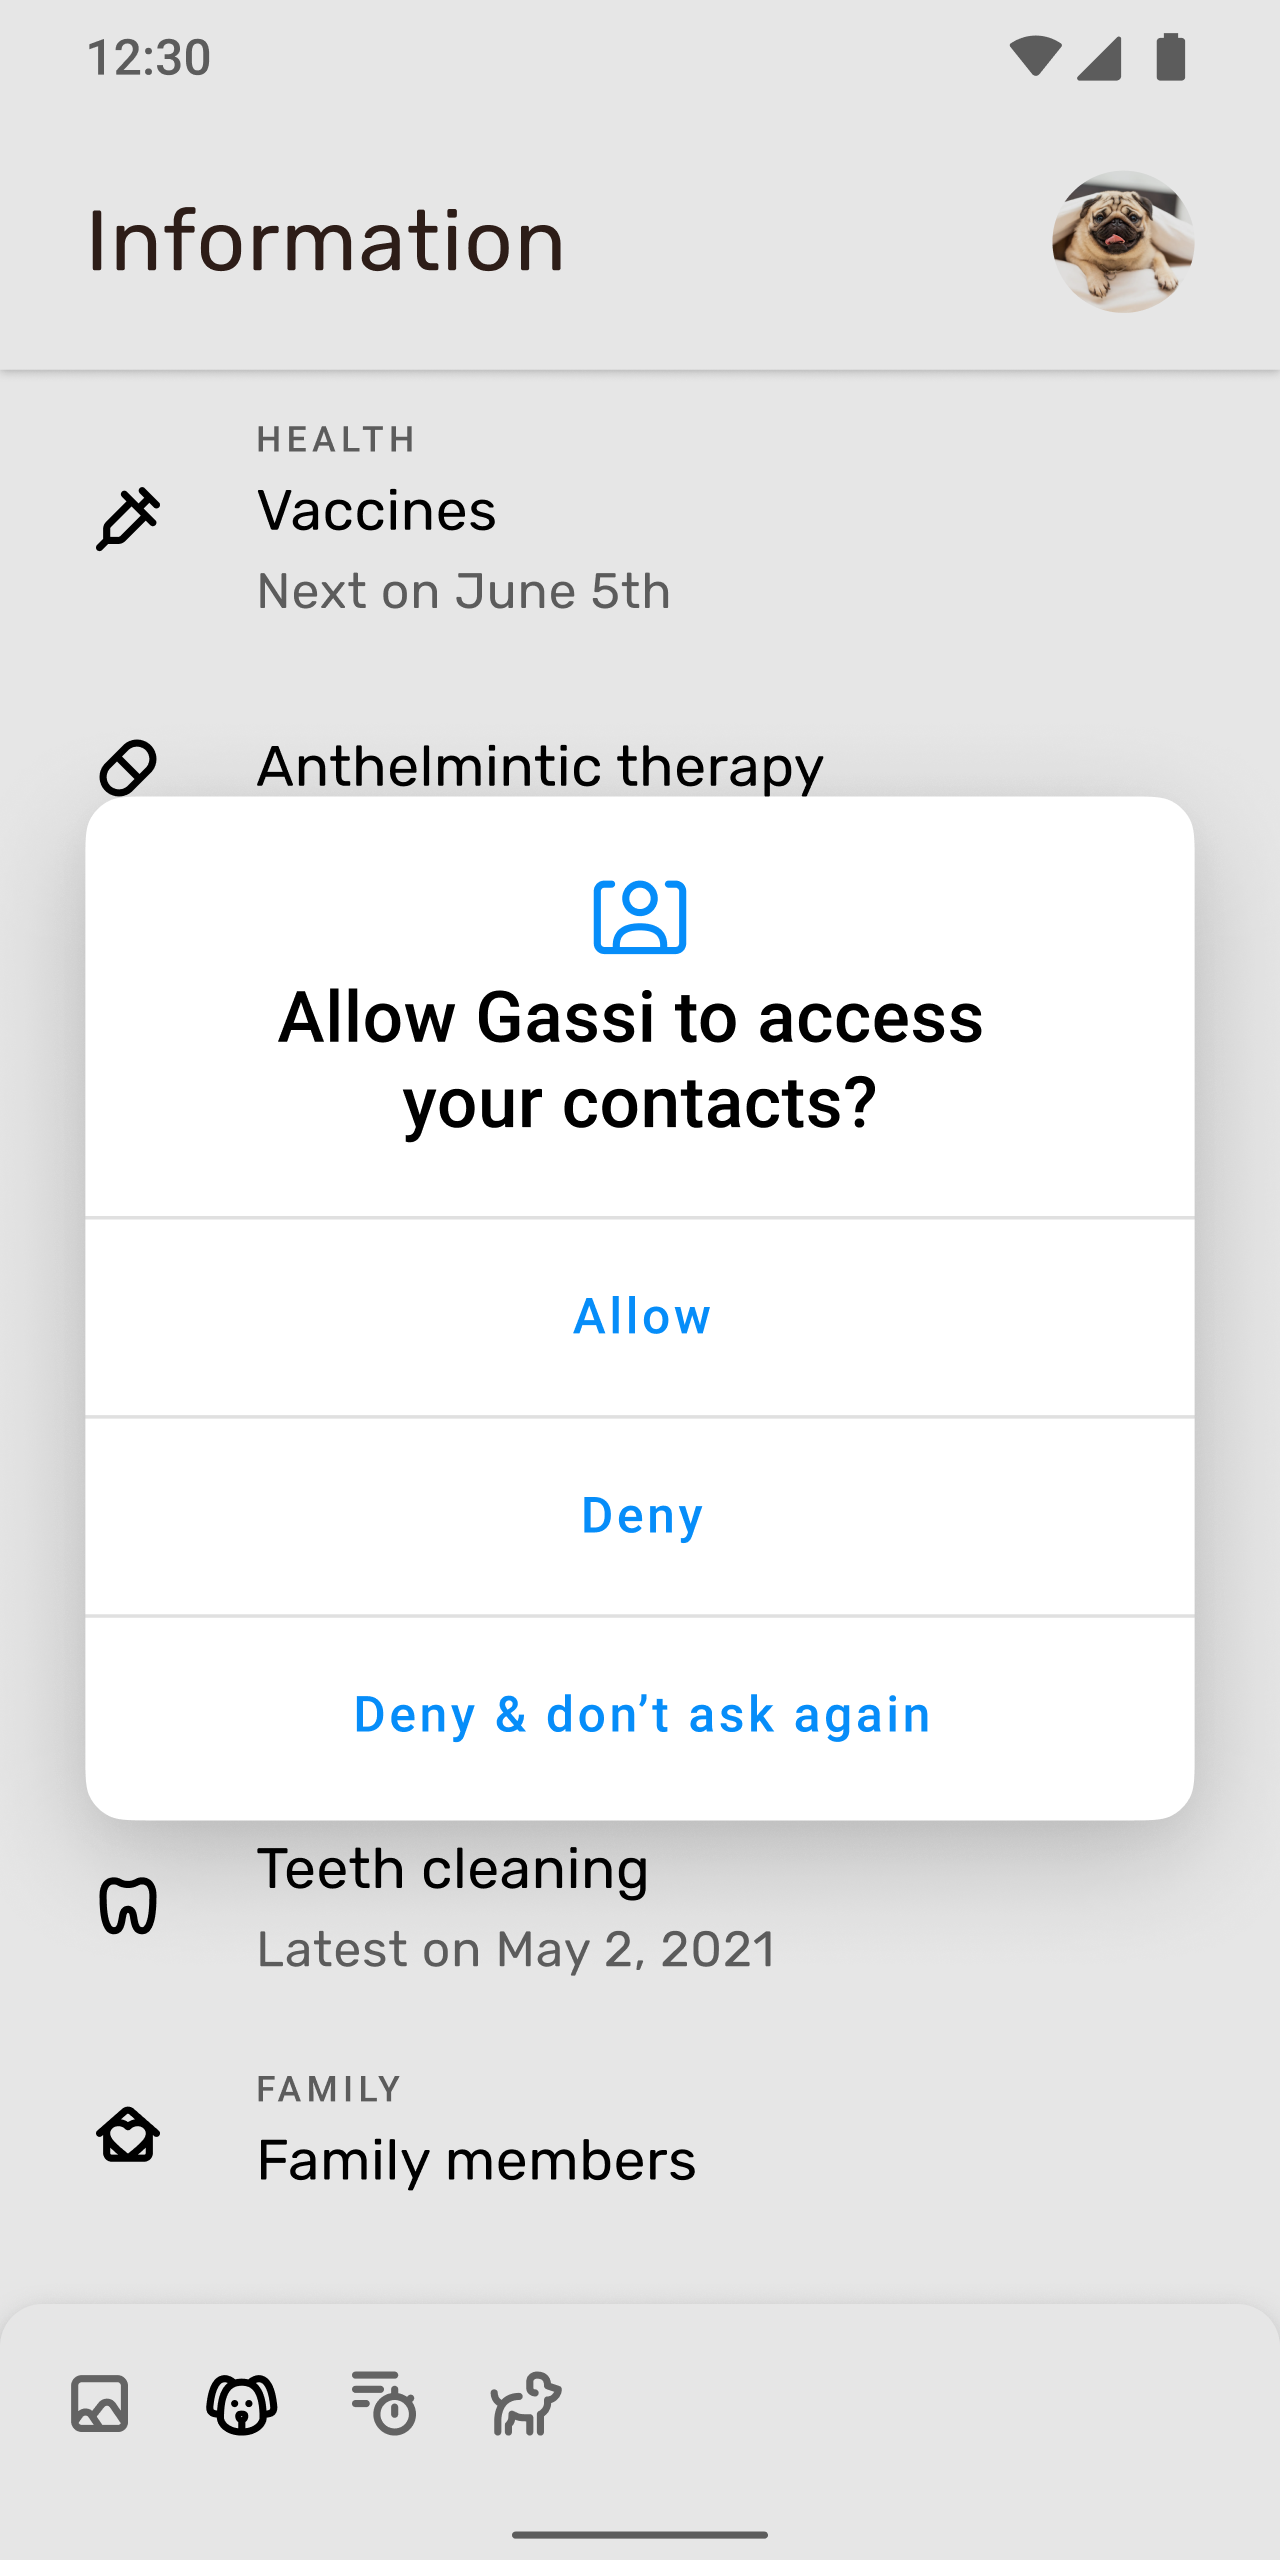 12:30
Information
HEALTH
Vaccines
Next on June 5th
Anthelmintic therapy
Allow Gassi to access
your contacts?
Allow
Deny
Deny & don’t ask again
Teeth cleaning
Latest on May 2, 2021
FAMILY
Family members